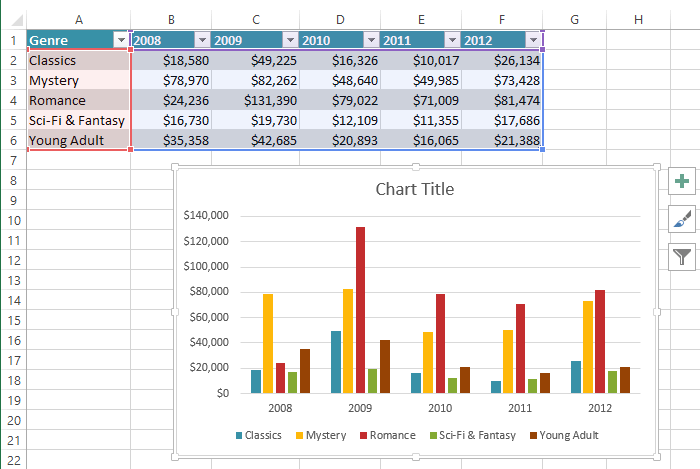 A B C D E F G H
1 Genre 2008 2009 2010 2011 2012
2 Classics $18,580 $49,225 $16,326 $10,017 $26,134
3 Mystery $78,970 $82,262 $48,640 $49,985 $73,428
4 Romance $24,236 $131,390 $79,022 $71,009 $81,474
5 Sci-Fi & Fantasy $16,730 $19,730 $12,109 $11,355 $17,686
6 Young Adult $35,358 $42,685 $20,893 $16,065 $21,388
7
8
9
10
11
12
13
14
15
16
17
18
19
20
21
22
Chart Title
$140,000
$120,000
$100,000
$80,000
$60,000
$40,000
$20,000
$0
2008 2009 2010 2011 2012
Classics Mystery Romance Sci-Fi & Fantasy Young Adult